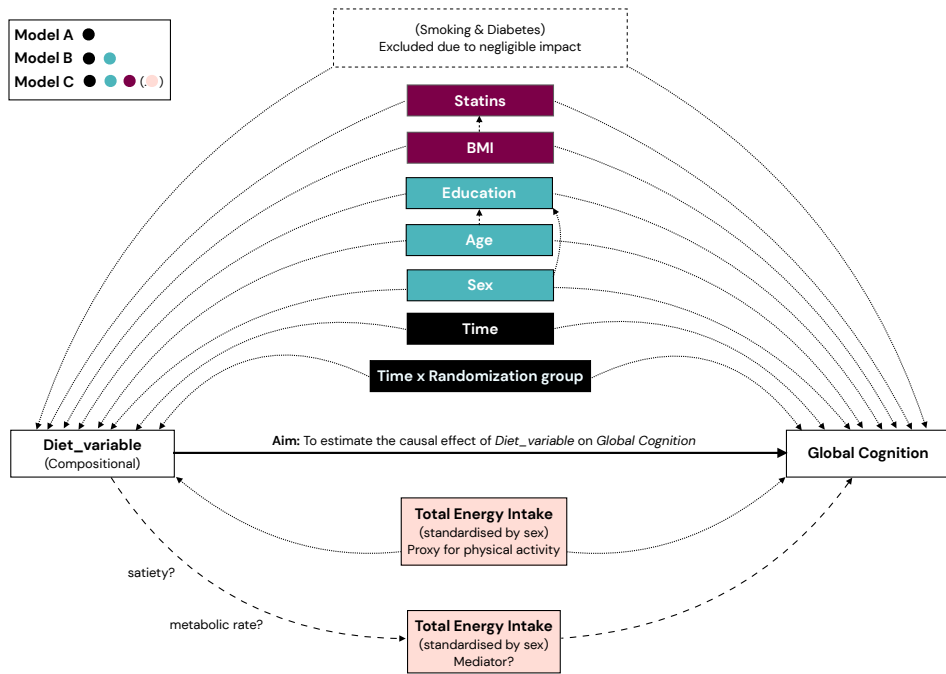 Model A
Model B
Model C (.)
(Smoking & Diabetes)
Excluded due to negligible impact
Statins
BMI
Education
Age
Sex
Time
Time x Randomization group
Diet_variable
(Compositional)
Aim: To estimate the causal effect of Diet_variable on Global Cognition
Global Cognition
Total Energy Intake
(standardised by sex)
Proxy for physical activity
satiety?
metabolic rate?
Total Energy Intake
(standardised by sex)
Mediator?